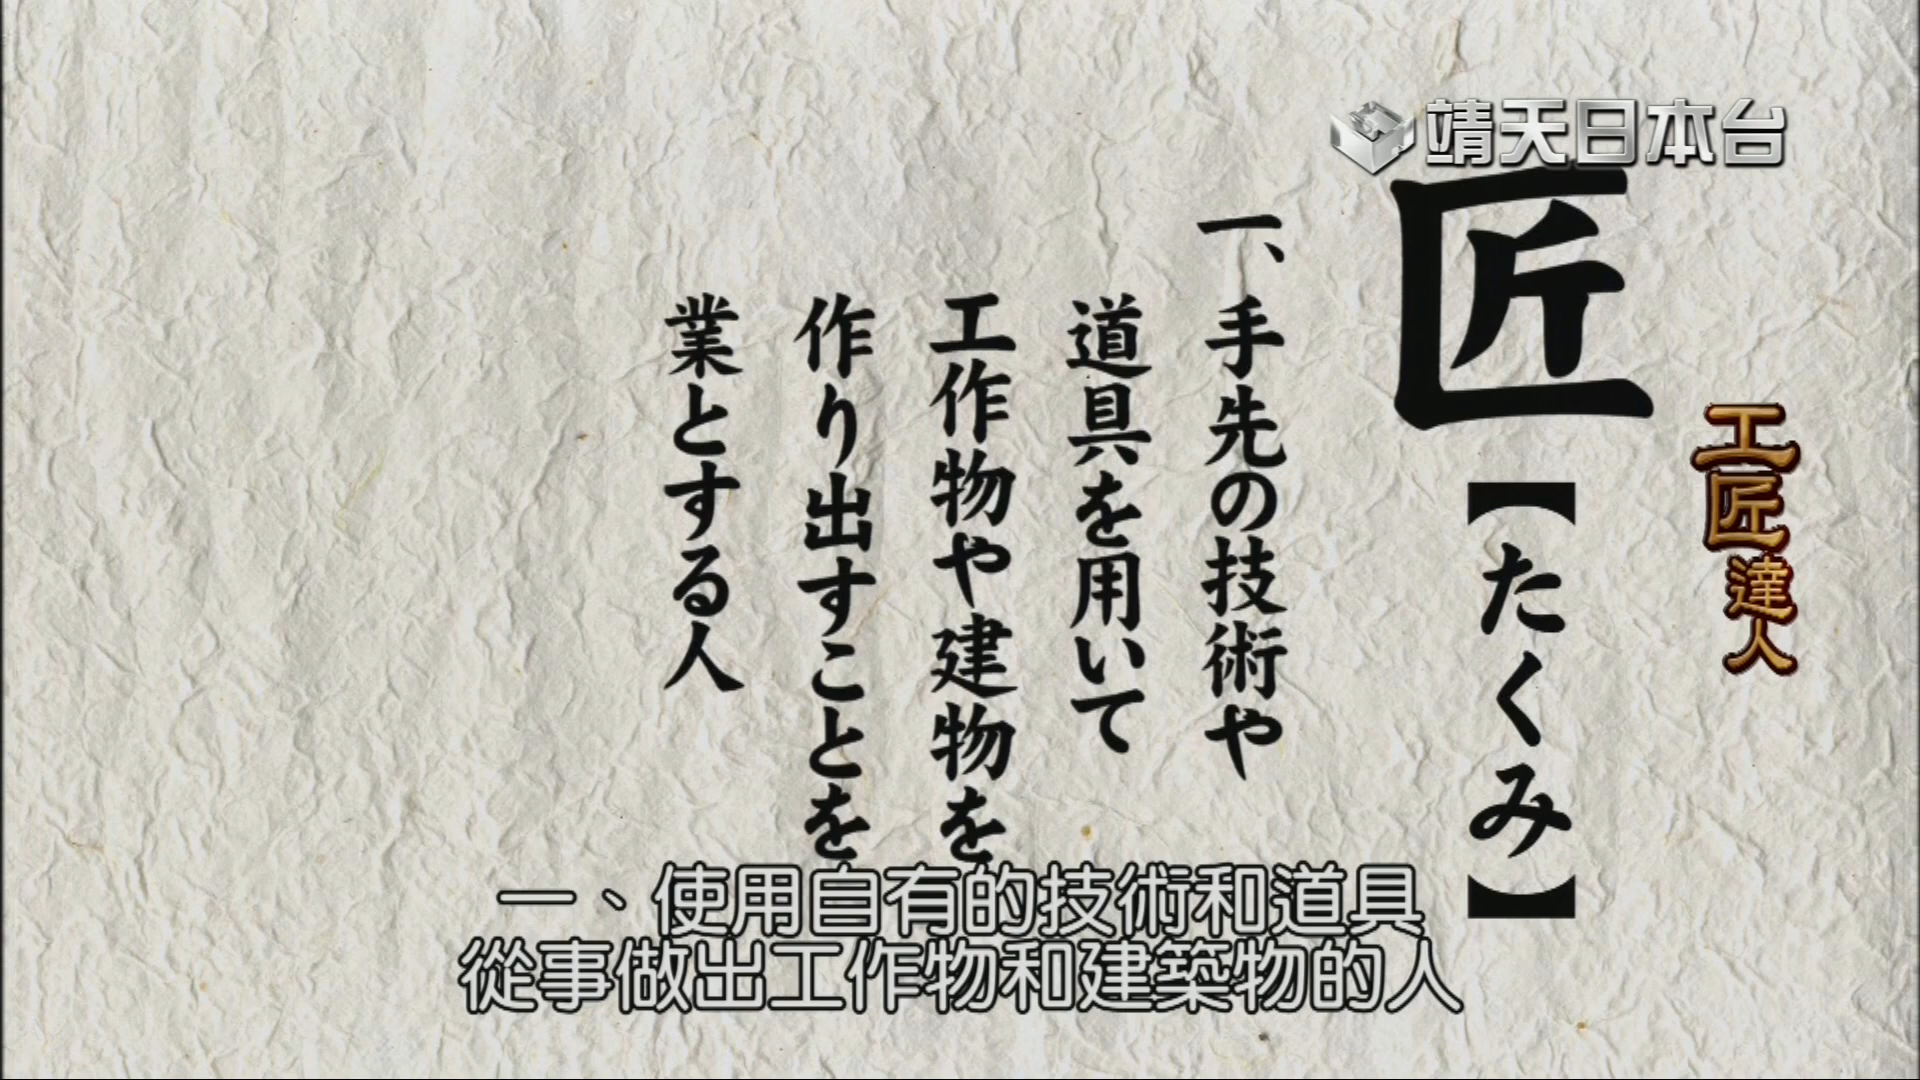 靖天日本台
工匠達人
匠【たくみ】
一、手先の技術や
道具を用いて
工作物や建物を
作り出すことを
業とする人
一、使用自有的技術和道具
從事做出工作物和建築物的人